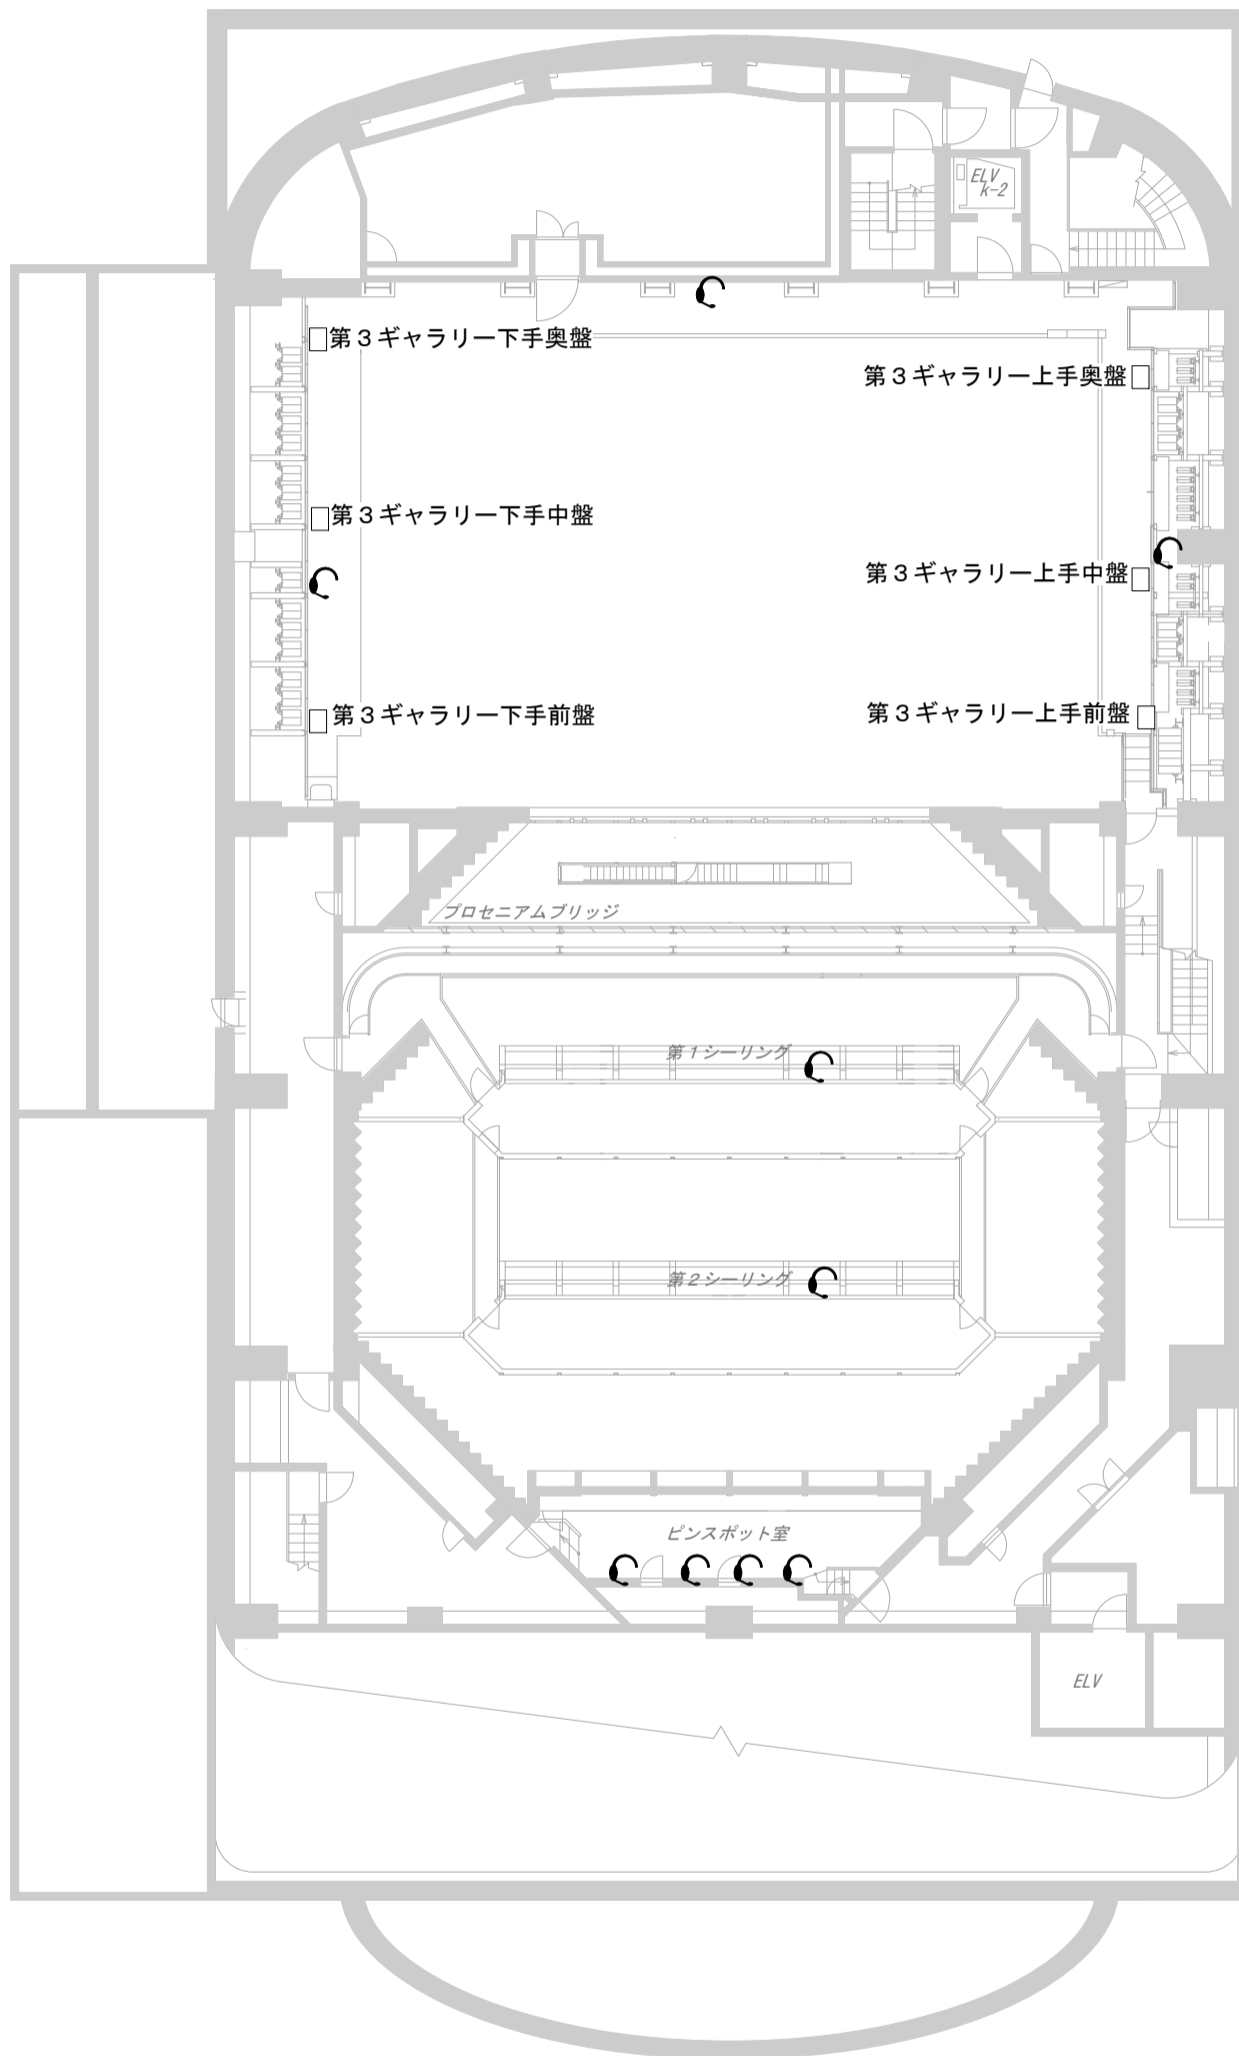 ELV
k-2
第３ギャラリー下手奥盤
第３ギャラリー上手奥盤
第３ギャラリー下手中盤
第３ギャラリー上手中盤
第３ギャラリー下手前盤
第３ギャラリー上手前盤
プロセニアムブリッジ
第１シーリング
第２シーリング
ピンスポット室
ELV